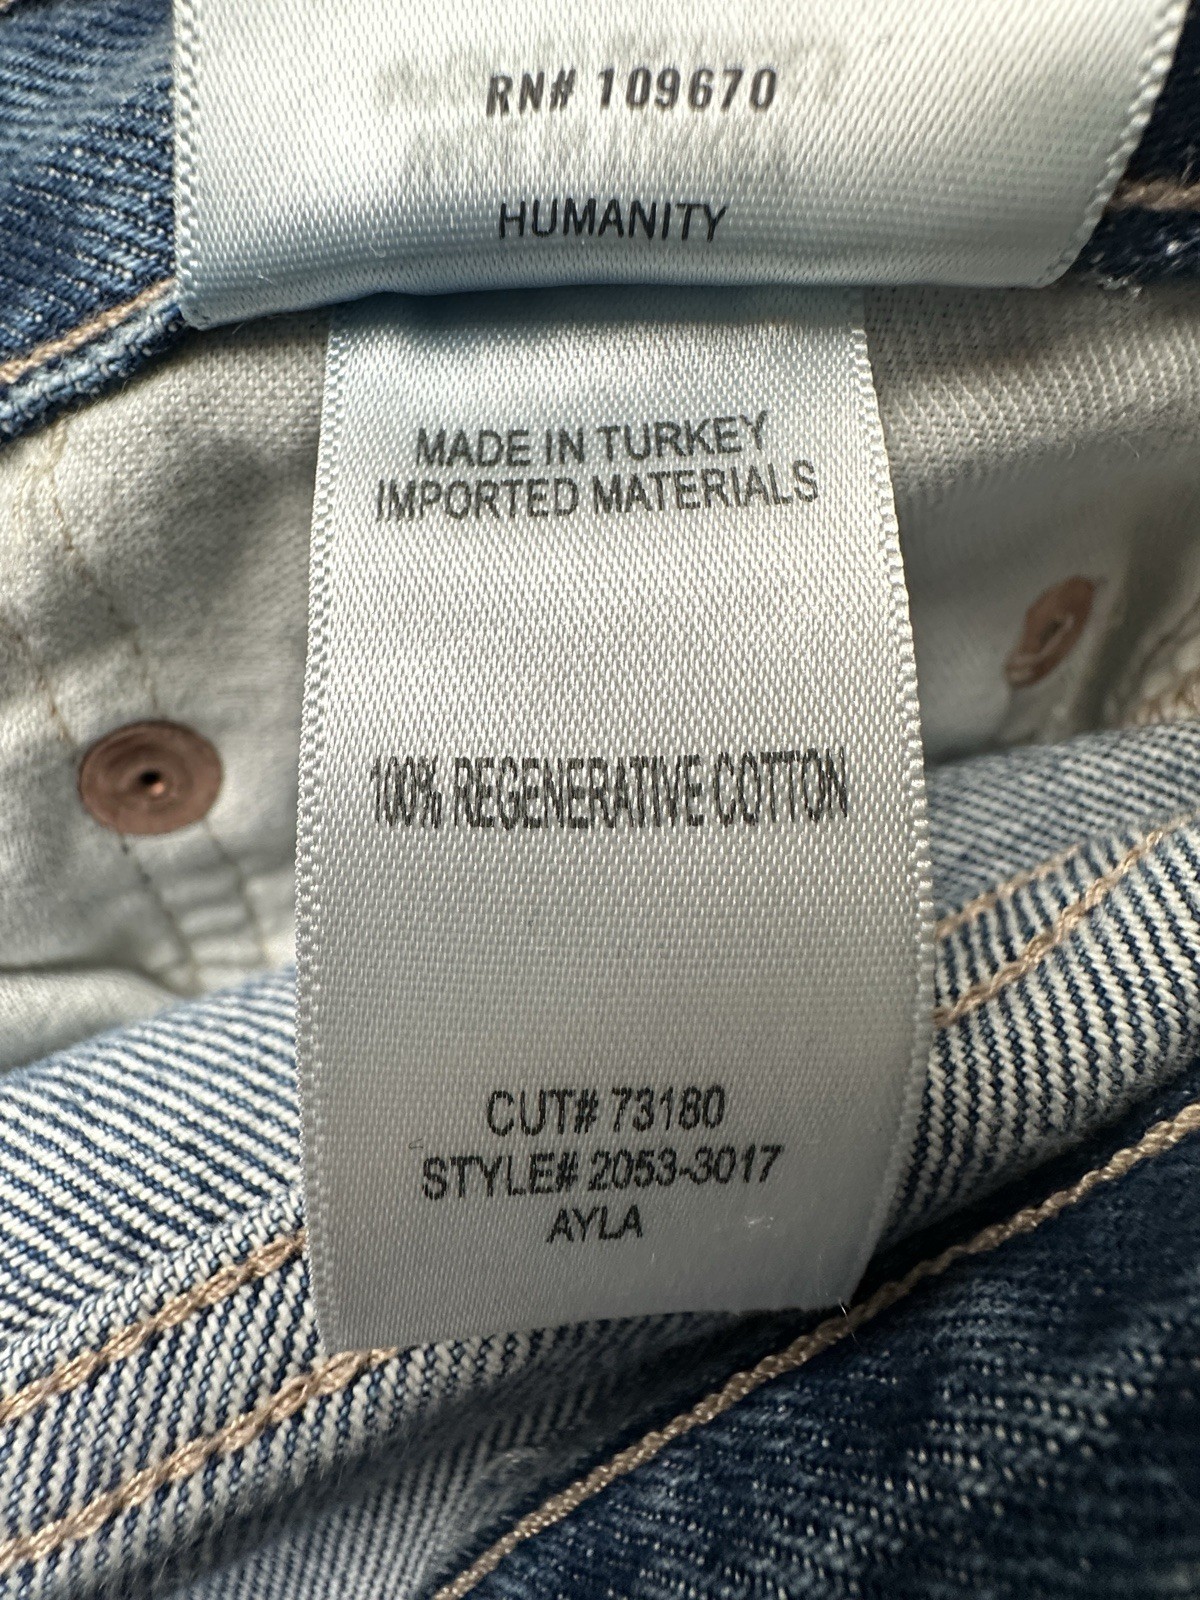 RN# 109670
HUMANITY
MADE IN TURKEY
IMPORTED MATERIALS
100% REGENERATIVE COTTON
CUT# 73180
STYLE# 2053-3017
AYLA